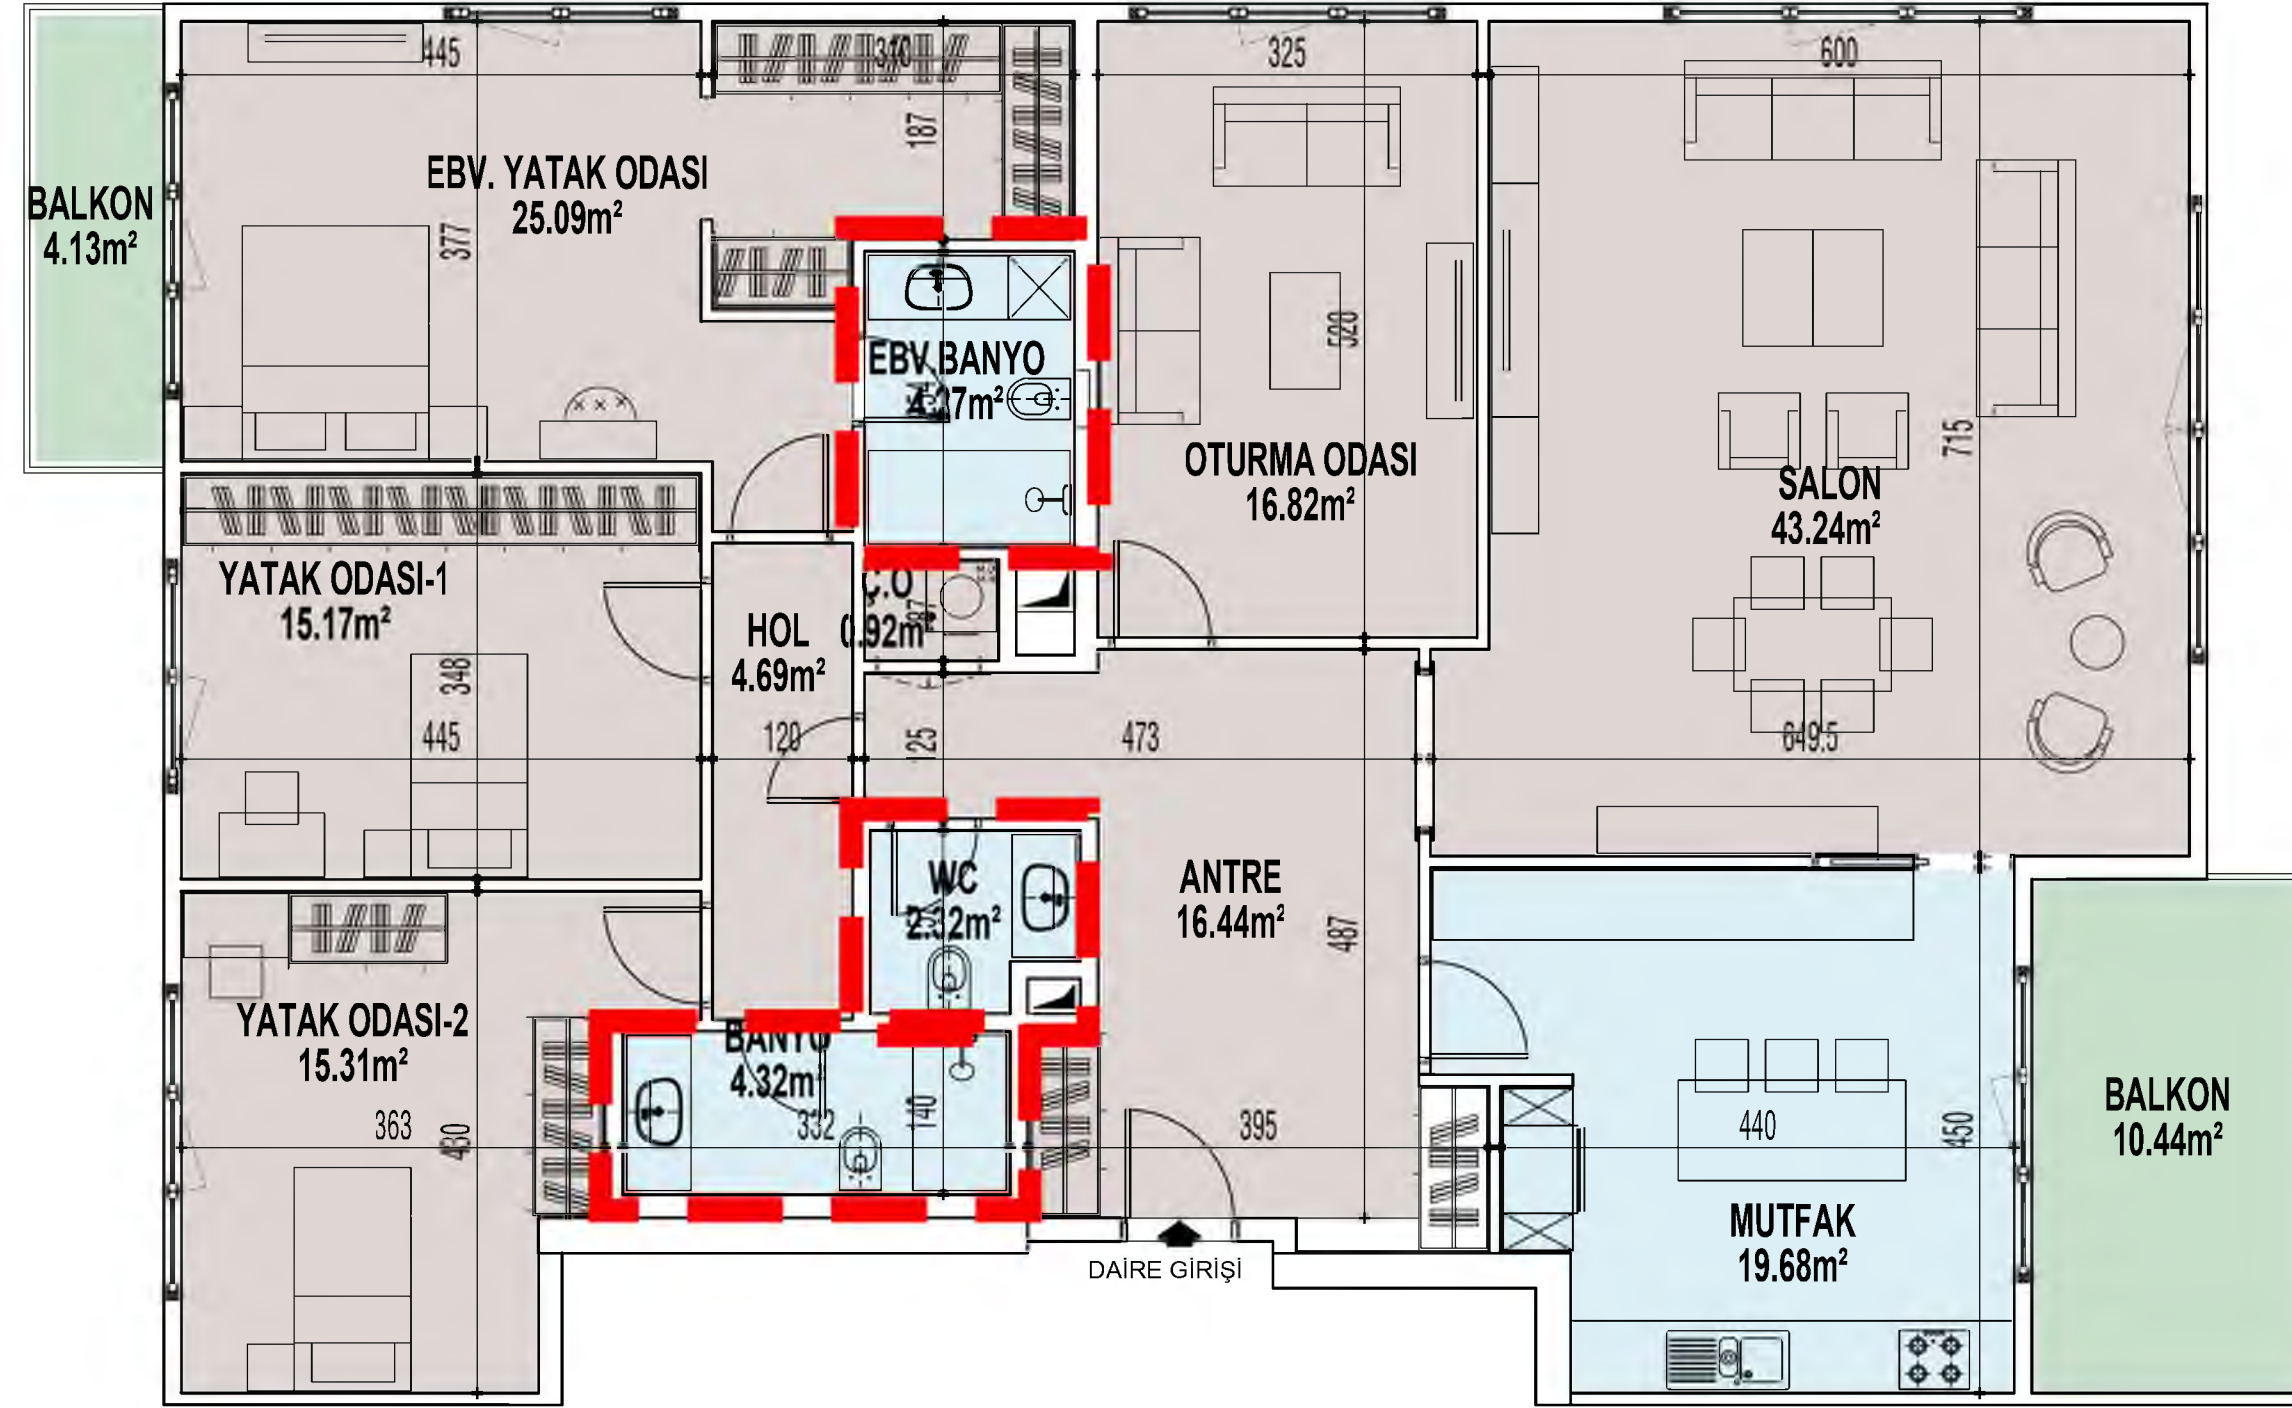 445
310
325
600
187
EBV. YATAK ODASI
25.09m²
BALKON
4.13m²
377
EBV.BANYO
520
OTURMA ODASI
16.82m²
715
SALON
43.24m²
YATAK ODASI-1
15.17m²
Ç.O
HOL
4.69m²
348
445
120
125
473
649.5
WC
ANTRE
16.44m²
487
YATAK ODASI-2
15.31m²
BANYO
4.32m²
363
430
332
140
395
440
450
BALKON
10.44m²
MUTFAK
19.68m²
DAİRE GİRİŞİ